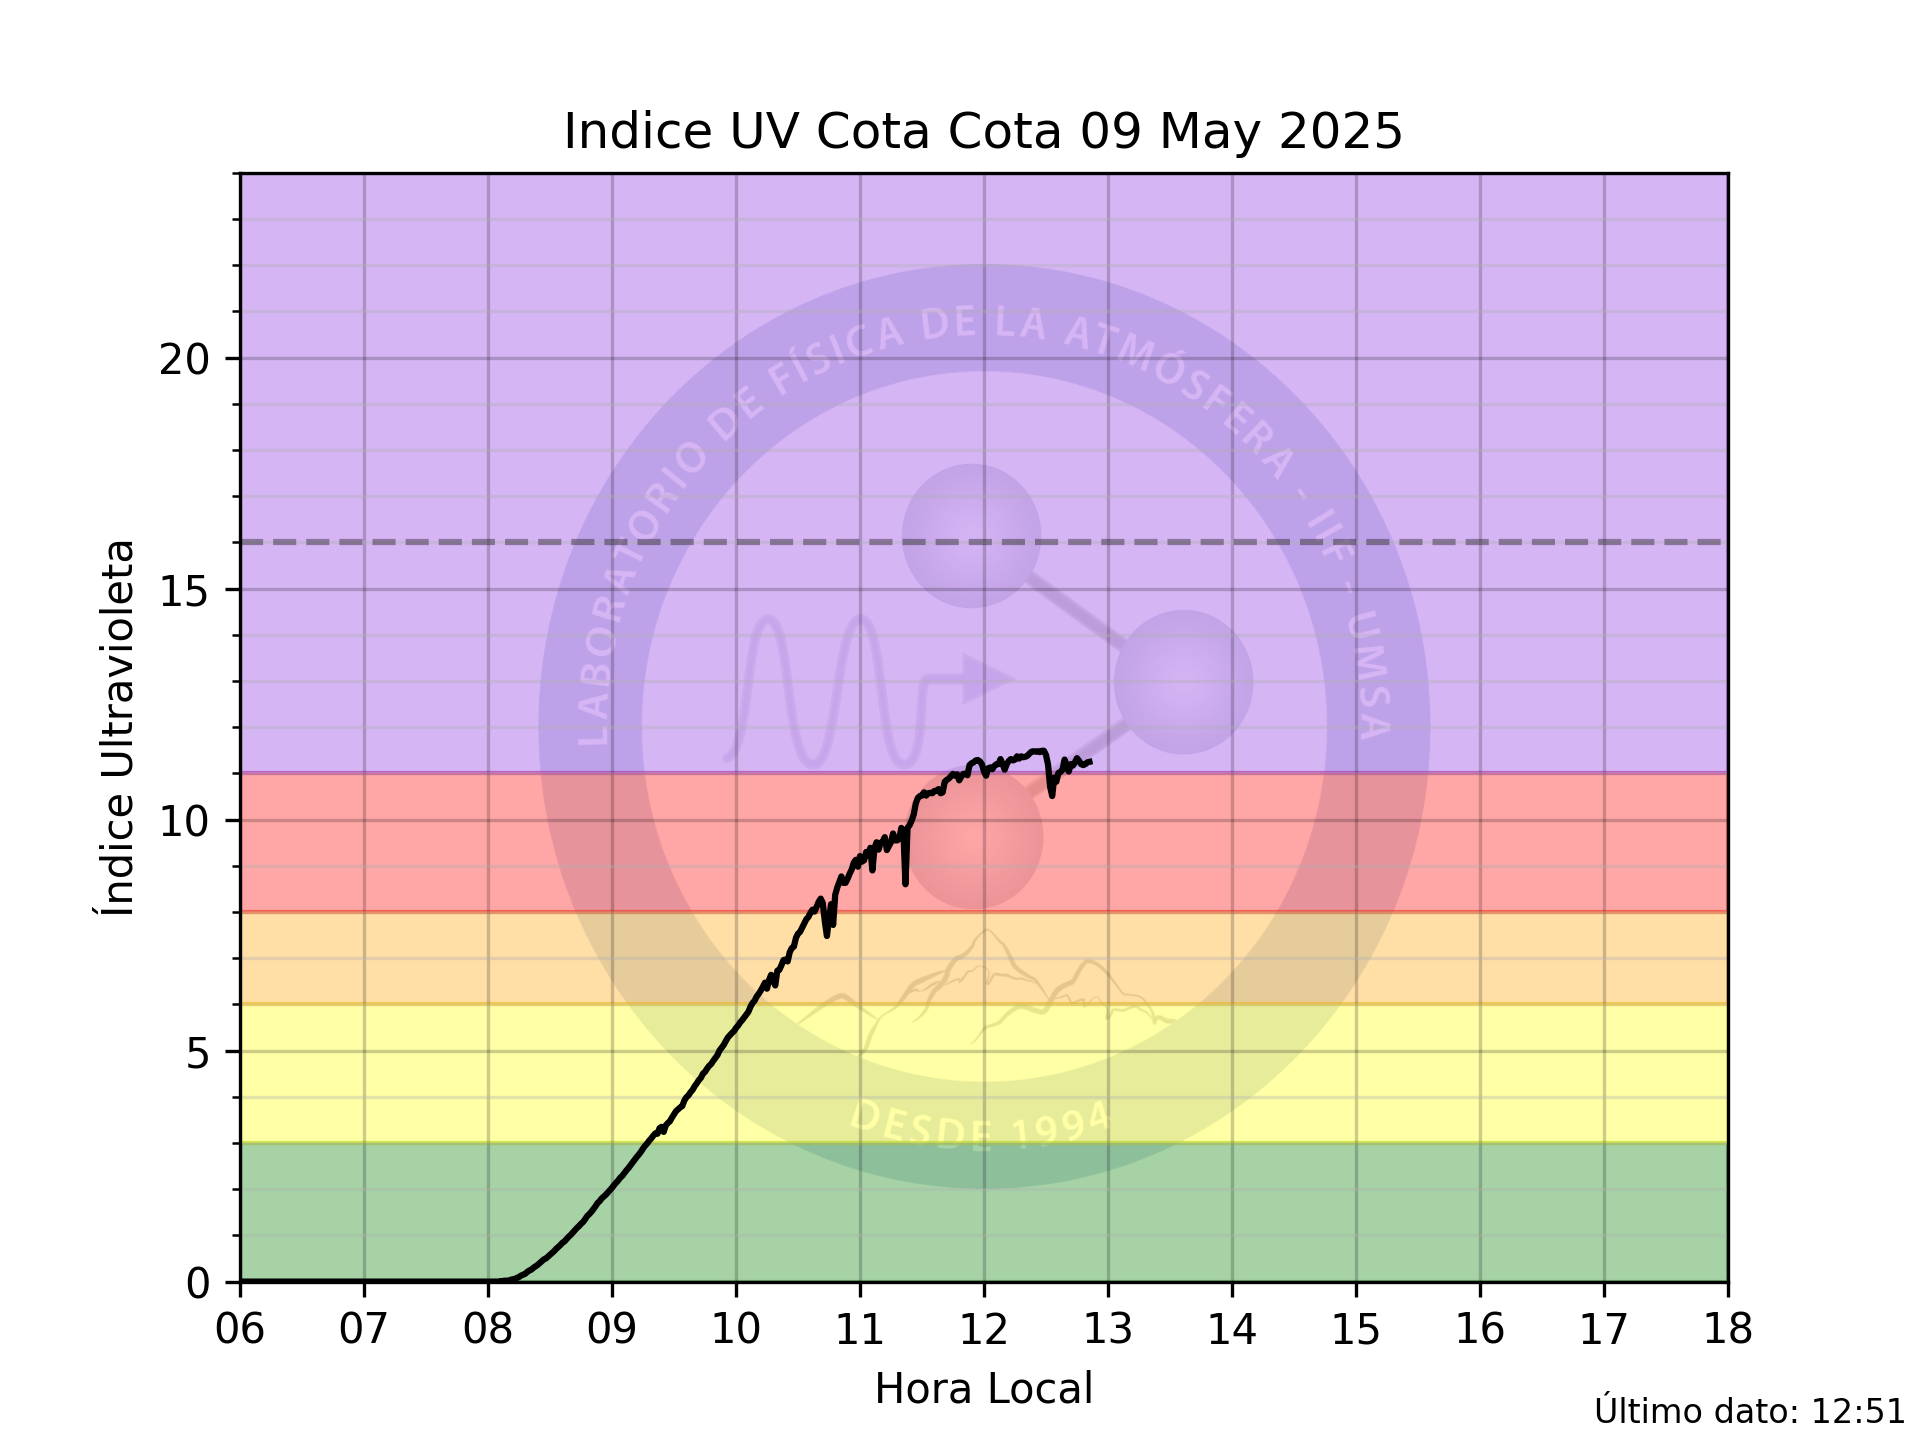 Indice UV Cota Cota 09 May 2025
LABORATORIO DE FÍSICA DE LA ATMÓSFERA - IIF - UMSA
DESDE 1994
Índice Ultravioleta
20
15
10
5
0
06 07 08 09 10 11 12 13 14 15 16 17 18
Hora Local
Último dato: 12:51